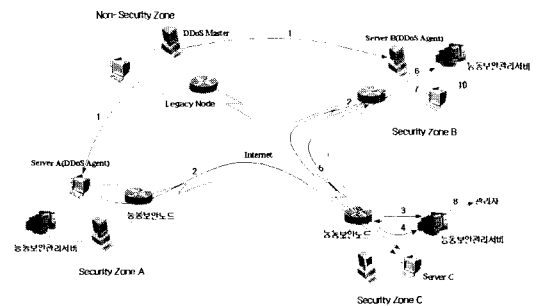 Non-Security Zone
DDoS Master
1
Server B(DDoS Agent)
6
능동보안관리서버
7
10
2
Legacy Node
Security Zone B
1
Server A(DDoS Agent)
Internet
2
6
능동보안노드
능동보안관리서버
Security Zone A
3
8
관리자
4
능동보안노드
능동보안관리서버
Server C
Security Zone C